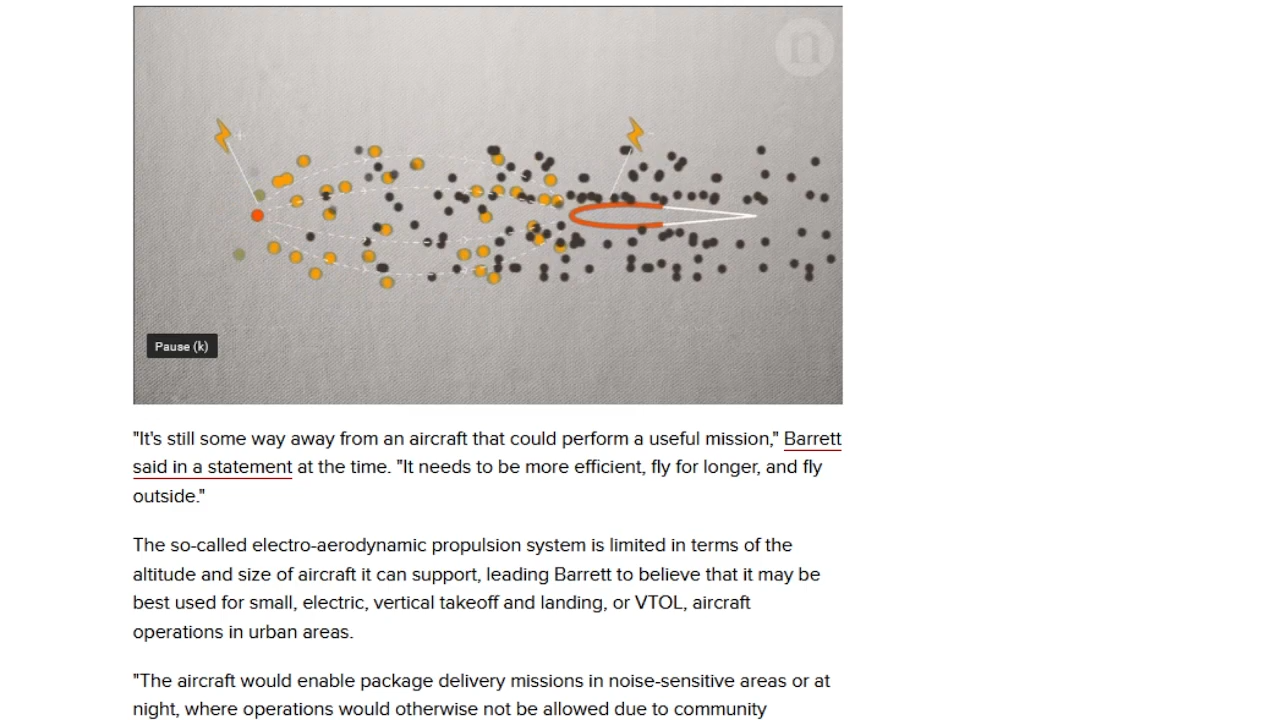 n
Pause (k)
"It's still some way away from an aircraft that could perform a useful mission," Barrett
said in a statement at the time. "It needs to be more efficient, fly for longer, and fly
outside."
The so-called electro-aerodynamic propulsion system is limited in terms of the
altitude and size of aircraft it can support, leading Barrett to believe that it may be
best used for small, electric, vertical takeoff and landing, or VTOL, aircraft
operations in urban areas.
"The aircraft would enable package delivery missions in noise-sensitive areas or at
night, where operations would otherwise not be allowed due to community